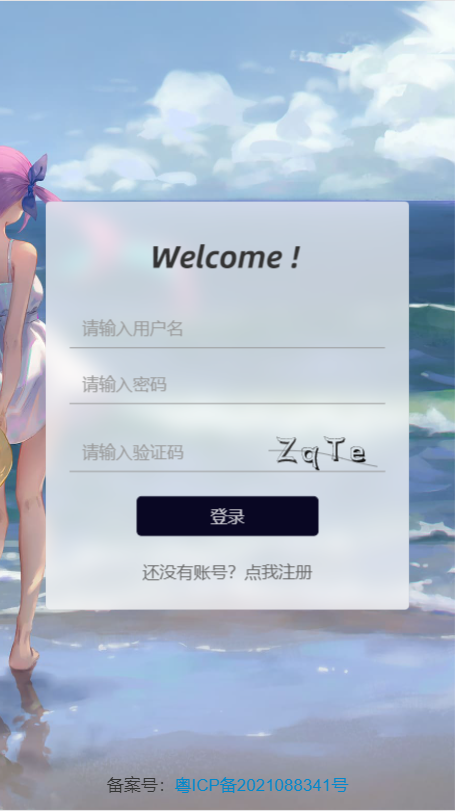 Welcome !
请输入用户名
请输入密码
请输入验证码 ZqTe
登录
还没有账号？点我注册
备案号：粤ICP备2021088341号